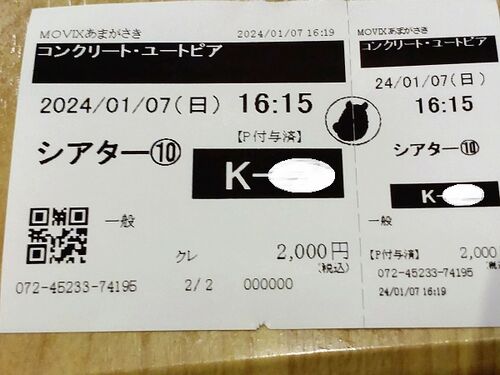 MOVIXあまがさき 2024/01/07 16:19
コンクリート・ユートピア
2024/01/07(日) 16:15
【P付与済】
シアター⑩
K-
一般
クレ 2,000円
(税込)
072-45233-74195 2/2 000000
MOVIXあまがさき
コンクリート・ユートピア
24/01/07(日)
16:15
シアター⑩
K-
一般
【P付与済】 2,000
072-45233-74195
24/01/07 16:19